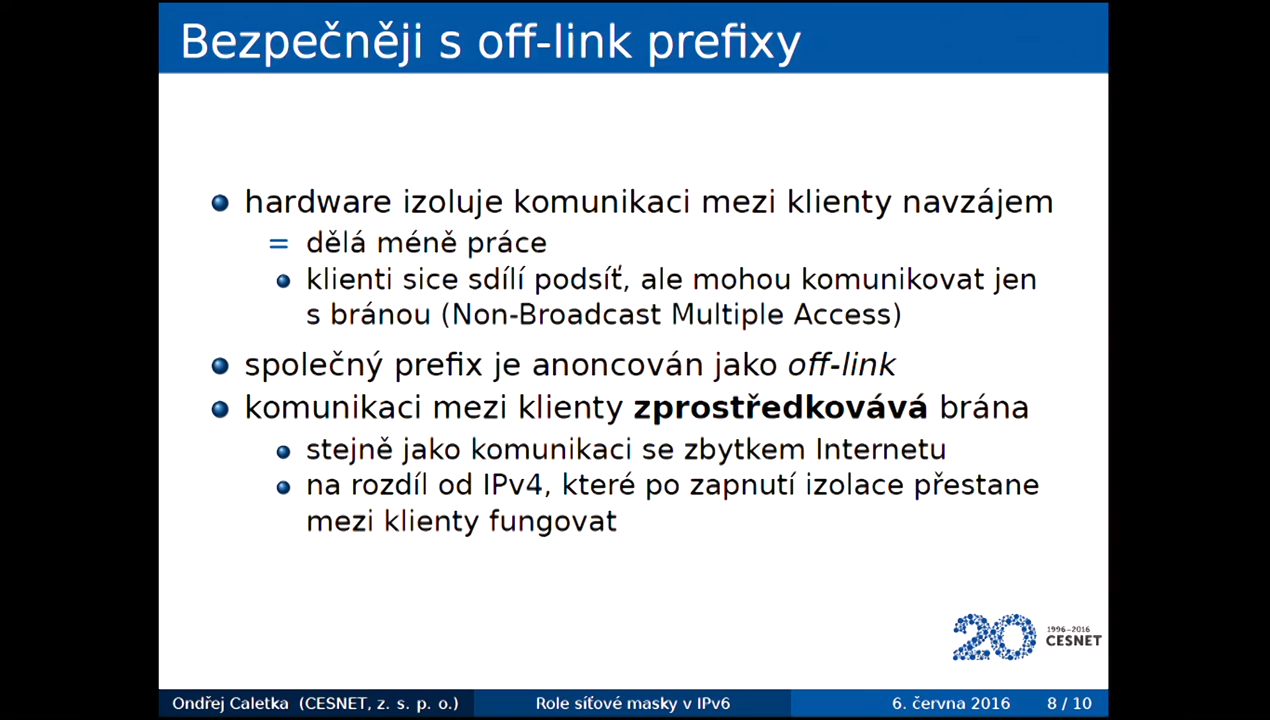 Bezpečněji s off-link prefixy
hardware izoluje komunikaci mezi klienty navzájem
= dělá méně práce
klienti sice sdílí podsíť, ale mohou komunikovat jen
s bránou (Non-Broadcast Multiple Access)
společný prefix je anoncován jako off-link
komunikaci mezi klienty zprostředkovává brána
stejně jako komunikaci se zbytkem Internetu
na rozdíl od IPv4, které po zapnutí izolace přestane
mezi klienty fungovat
20 1996–2016
CESNET
Ondřej Caletka (CESNET, z. s. p. o.) Role síťové masky v IPv6 6. června 2016 8 / 10